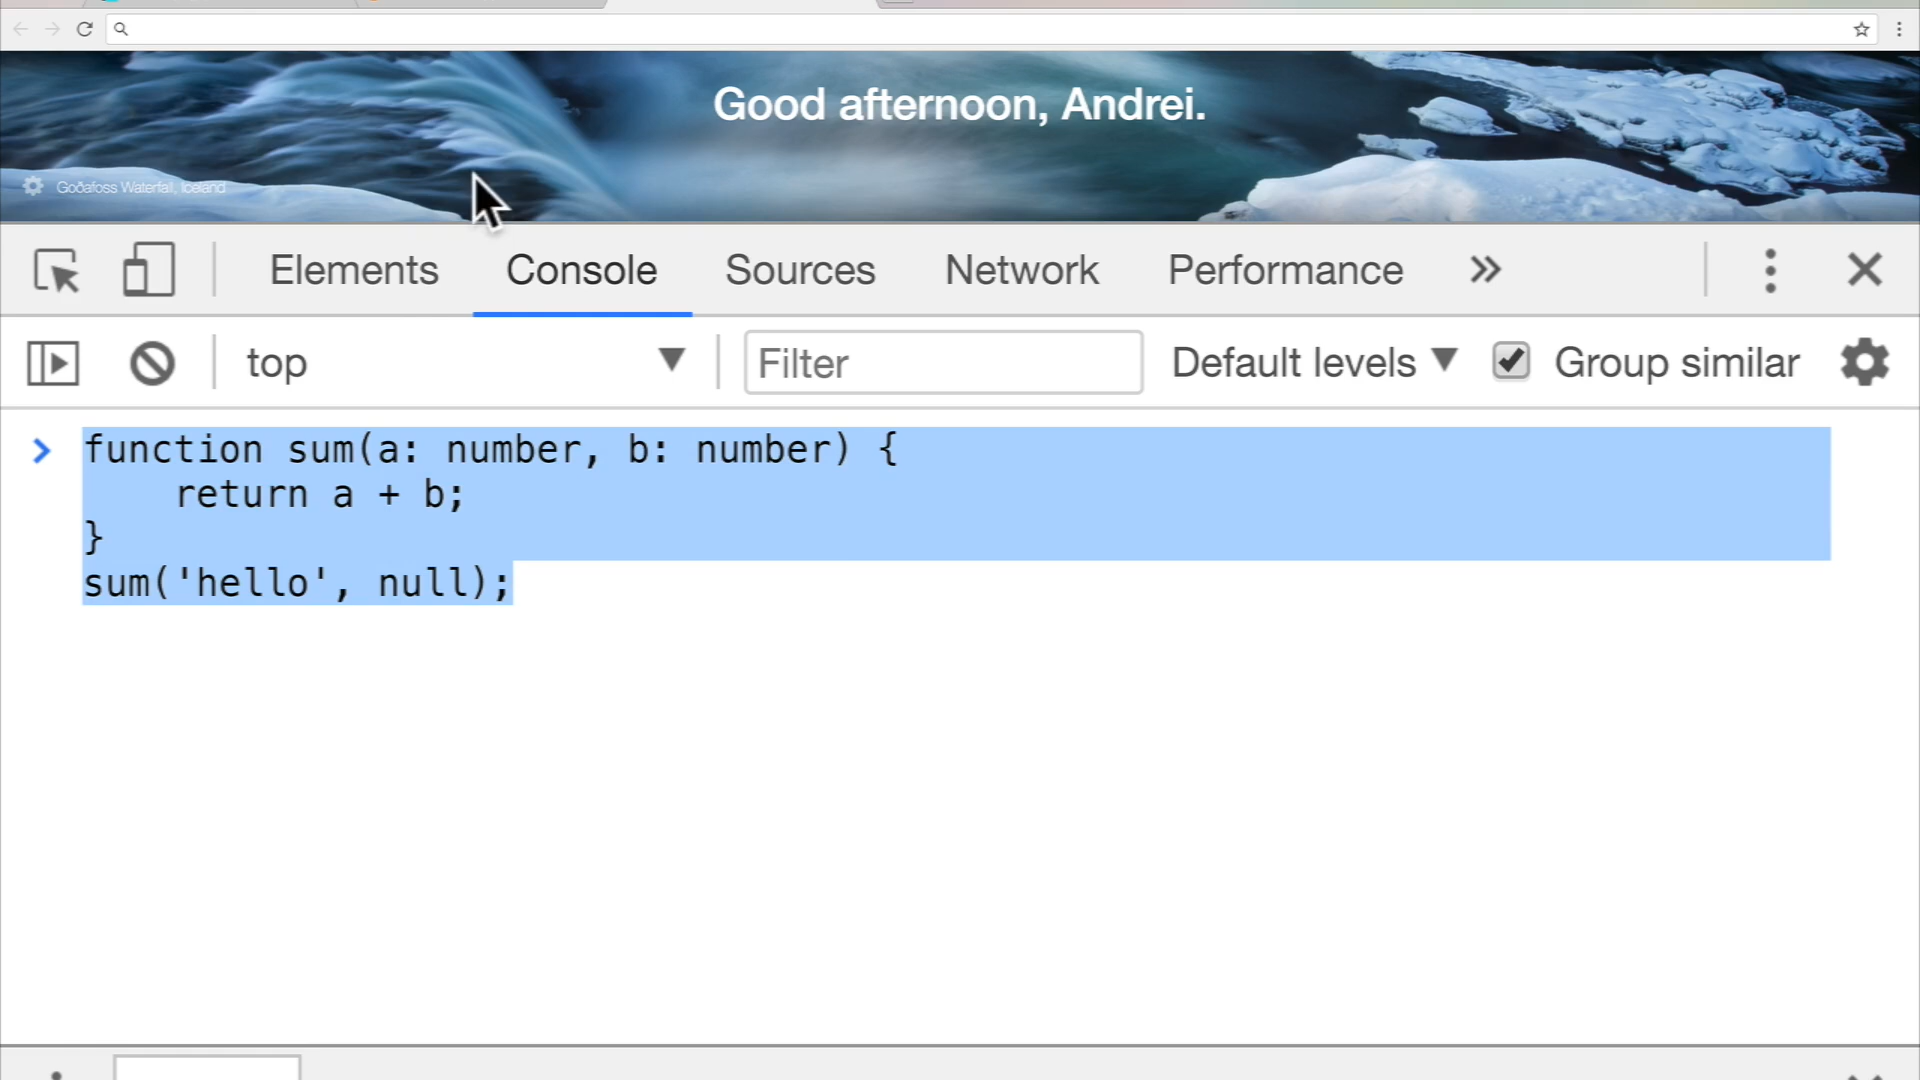 Good afternoon, Andrei.
Goðafoss Waterfall, Iceland
Elements Console Sources Network Performance
top Filter Default levels Group similar
function sum(a: number, b: number) {
    return a + b;
}
sum('hello', null);